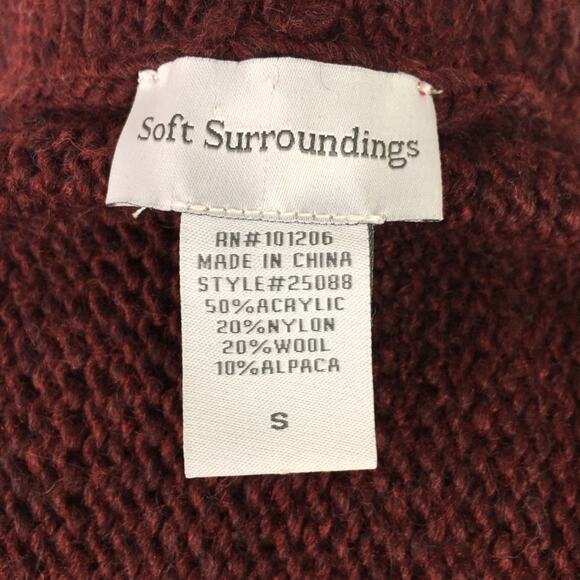 Soft Surroundings
RN#101206
MADE IN CHINA
STYLE#25088
50%ACRYLIC
20%NYLON
20%WOOL
10%ALPACA
S